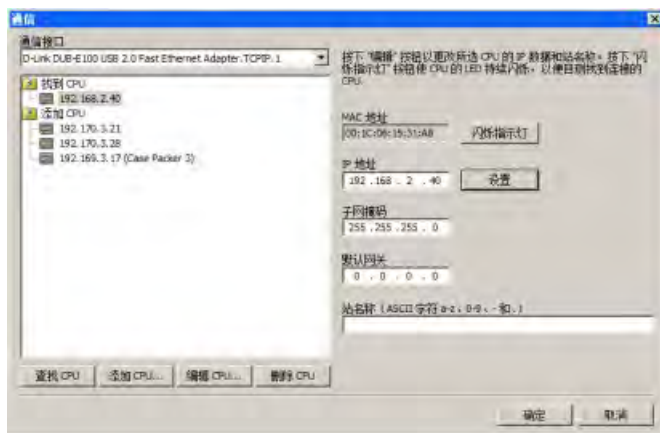 通信
通信接口
D-Link DUB-E100 USB 2.0 Fast Ethernet Adapter.TCPIP.1
找到 CPU
192.168.2.40
添加 CPU
192.170.3.21
192.170.3.28
192.169.3.17 (Case Packer 3)
查找 CPU
添加 CPU...
编辑 CPU...
删除 CPU
按下“编辑”按钮以更改所选 CPU 的 IP 数据和站名称。按下“闪
烁指示灯”按钮使 CPU 的 LED 持续闪烁，以便目测找到连接的
CPU。
MAC 地址
00:1C:06:15:31:A8
闪烁指示灯
IP 地址
192 .168 . 2 . 40
设置
子网掩码
255 .255 .255 . 0
默认网关
0 . 0 . 0 . 0
站名称（ASCII 字符 a-z、0-9、- 和 .）
确定
取消